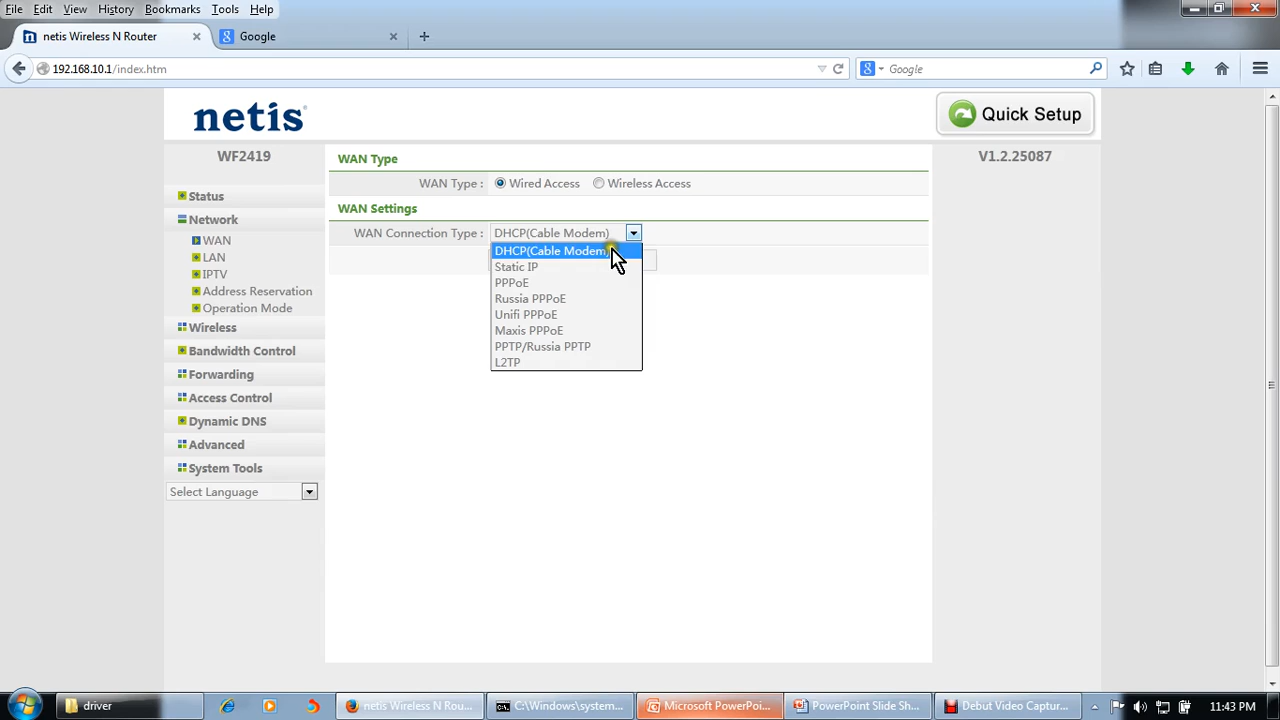 File Edit View History Bookmarks Tools Help
netis Wireless N Router
Google
192.168.10.1/index.htm
Google
netis
Quick Setup
WF2419
V1.2.25087
Status
Network
WAN
LAN
IPTV
Address Reservation
Operation Mode
Wireless
Bandwidth Control
Forwarding
Access Control
Dynamic DNS
Advanced
System Tools
Select Language
WAN Type
WAN Type : Wired Access Wireless Access
WAN Settings
WAN Connection Type : DHCP(Cable Modem)
DHCP(Cable Modem)
Static IP
PPPoE
Russia PPPoE
Unifi PPPoE
Maxis PPPoE
PPTP/Russia PPTP
L2TP
driver
netis Wireless N Rou...
C:\Windows\system...
Microsoft PowerPoi...
PowerPoint Slide Sh...
Debut Video Captur...
11:43 PM